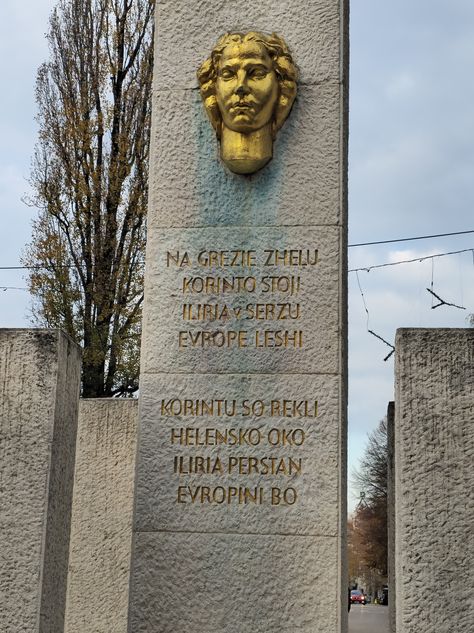 NA GREZIE ZHELU
KORINTO STOJI
ILIRIA V SERZU
EVROPE LESHI
KORINTU SO REKLI
HELENSKO OKO
ILIRIA PERSTAN
EVROPINI BO